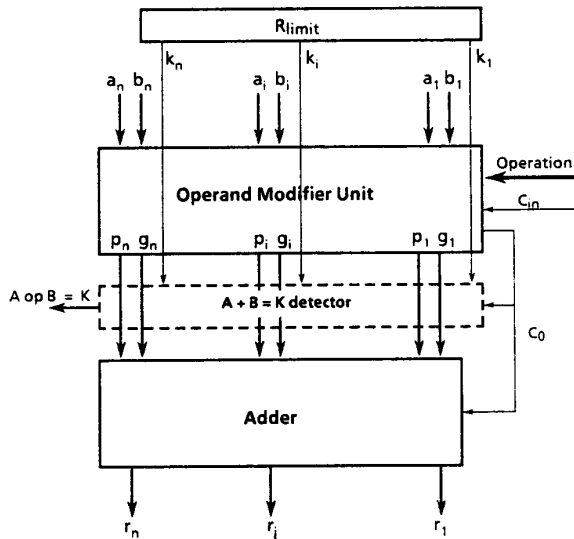 Rlimit
kn ki k1
an bn ai bi a1 b1
Operation
Operand Modifier Unit
Cin
pn gn pi gi p1 g1
A op B = K
A + B = K detector
C0
Adder
rn ri r1